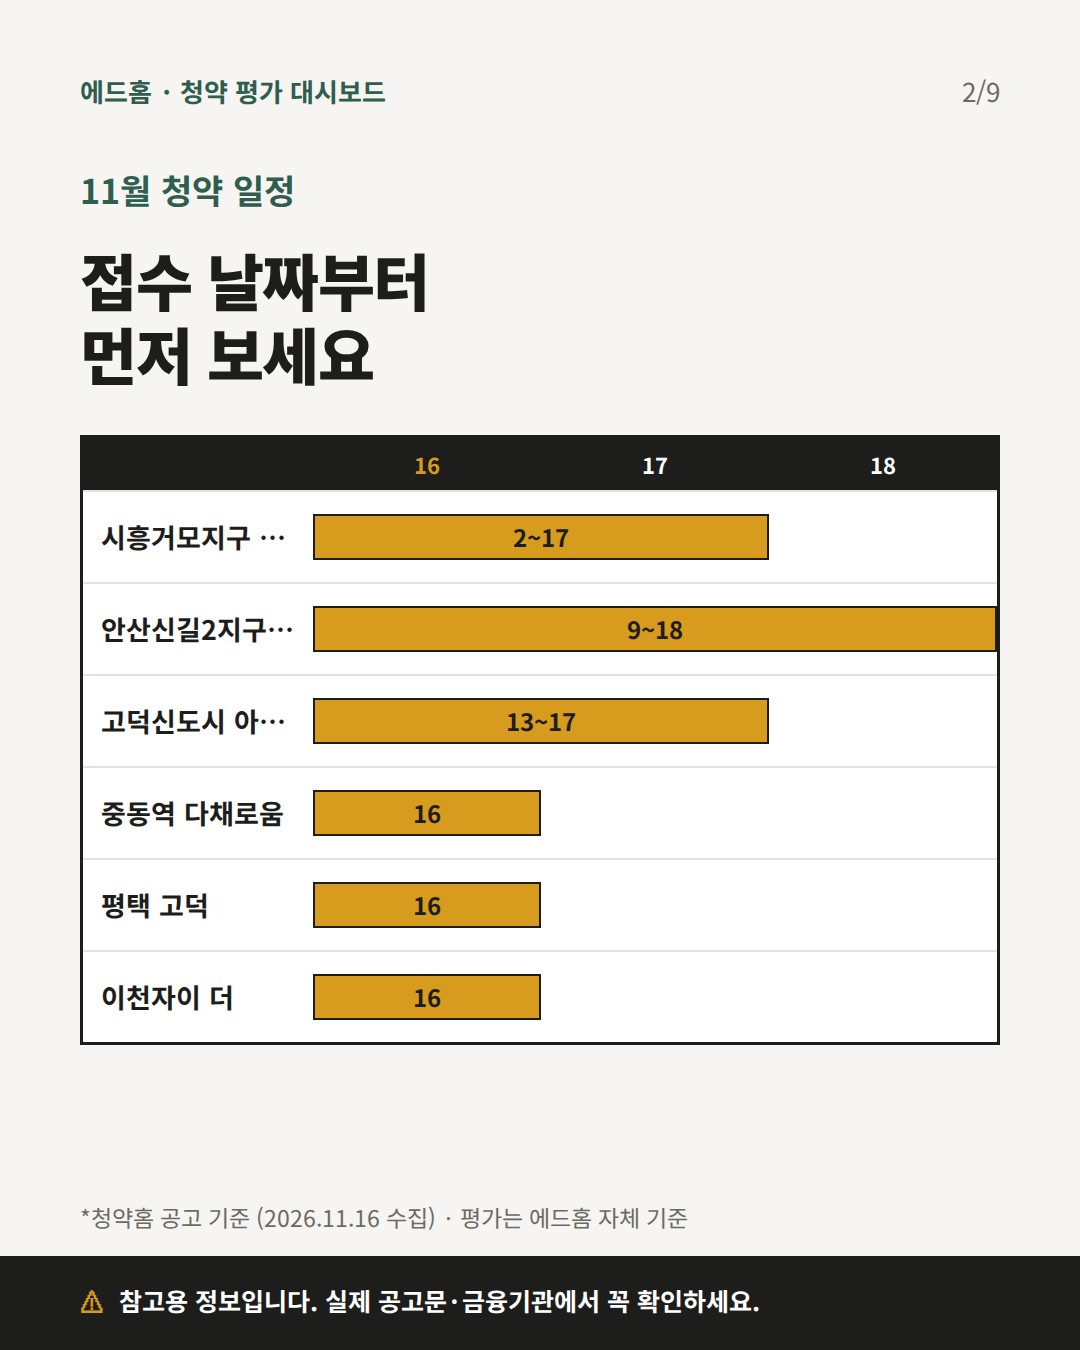 에드홈 · 청약 평가 대시보드
2/9
11월 청약 일정
접수 날짜부터
먼저 보세요
16 17 18
시흥거모지구 … 2~17
안산신길2지구… 9~18
고덕신도시 아… 13~17
중동역 다채로움 16
평택 고덕 16
이천자이 더 16
*청약홈 공고 기준 (2026.11.16 수집) · 평가는 에드홈 자체 기준
⚠ 참고용 정보입니다. 실제 공고문·금융기관에서 꼭 확인하세요.